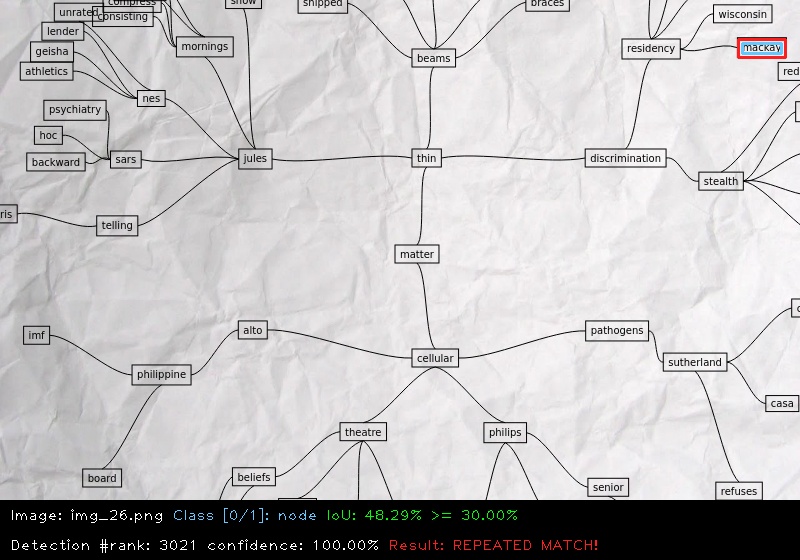 show
shipped
braces
compress
unrated
consisting
wisconsin
lender
mornings
residency
mackay
geisha
beams
athletics
red
nes
psychiatry
hoc
sars
backward
jules
thin
discrimination
stealth
ris
telling
matter
imf
alto
pathogens
cellular
philippine
sutherland
casa
theatre
philips
board
beliefs
senior
refuses
Image: img_26.png Class [0/1]: node IoU: 48.29% >= 30.00%
Detection #rank: 3021 confidence: 100.00% Result: REPEATED MATCH!